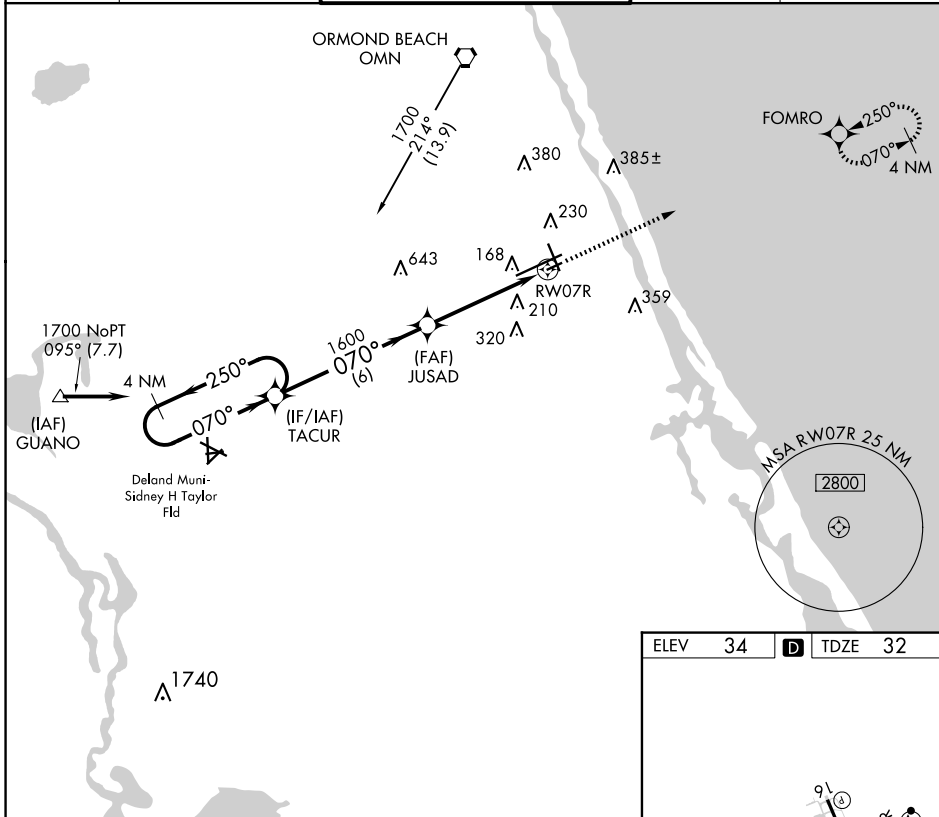 ORMOND BEACH
OMN
1700
214°
(13.9)
FOMRO
250°
070°
4 NM
380
385±
230
643
168
RW07R
210
320
359
1700 NoPT
095° (7.7)
4 NM
250°
070°
1600
070°
(6)
(FAF)
JUSAD
(IAF)
GUANO
(IF/IAF)
TACUR
Deland Muni-
Sidney H Taylor
Fld
MSA RW07R 25 NM
2800
1740
ELEV 34 D TDZE 32
16
P